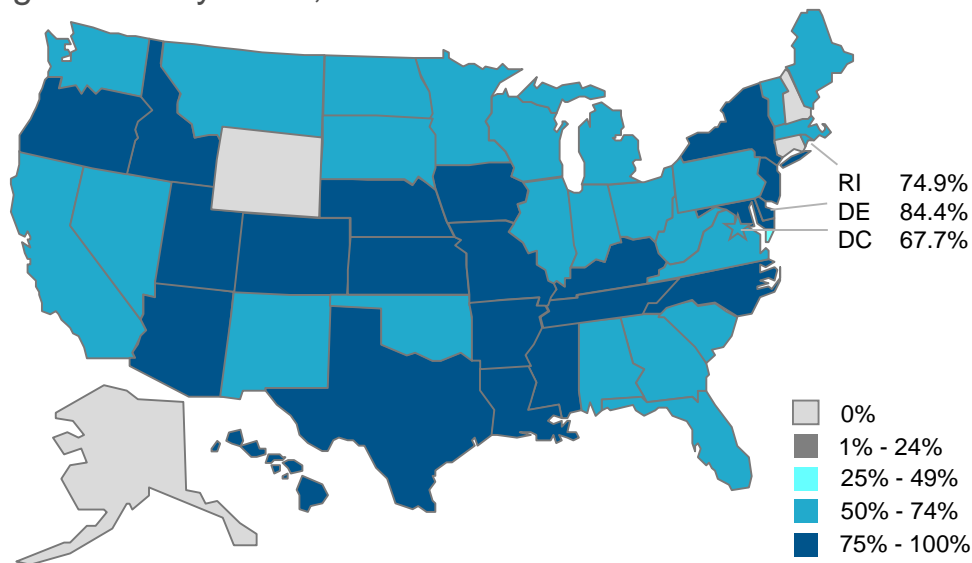 RI 74.9%
DE 84.4%
DC 67.7%
0%
1% - 24%
25% - 49%
50% - 74%
75% - 100%